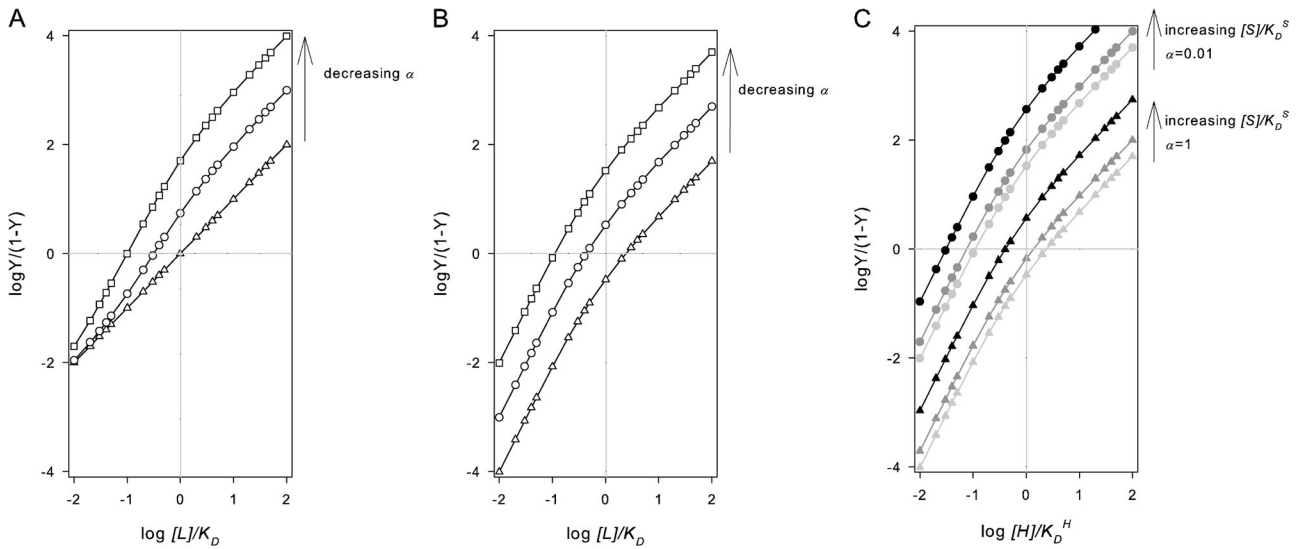 A
4
2
0
-2
-4
-2
-1
0
1
2
logY/(1-Y)
log [L]/K_D
decreasing α
B
4
2
0
-2
-4
-2
-1
0
1
2
logY/(1-Y)
log [L]/K_D
decreasing α
C
4
2
0
-2
-4
-2
-1
0
1
2
logY/(1-Y)
log [H]/K_D^H
increasing [S]/K_D^S
α=0.01
increasing [S]/K_D^S
α=1